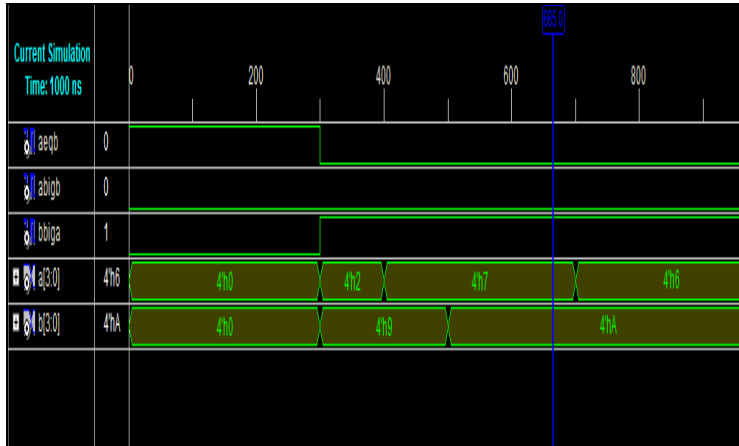 665.0
Current Simulation
Time: 1000 ns
0 200 400 600 800
aeqb 0
abigb 0
bbiga 1
a[3:0] 4'h6 4'h0 4'h2 4'h7 4'h6
b[3:0] 4'hA 4'h0 4'h9 4'hA